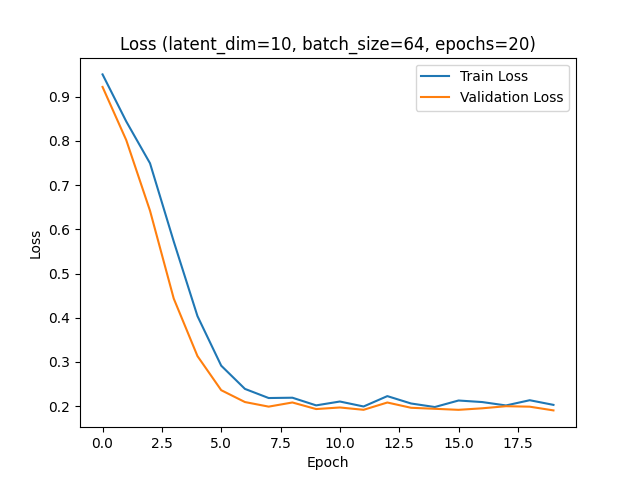 Loss (latent_dim=10, batch_size=64, epochs=20)
Train Loss
Validation Loss
Loss
0.9
0.8
0.7
0.6
0.5
0.4
0.3
0.2
0.0 2.5 5.0 7.5 10.0 12.5 15.0 17.5
Epoch